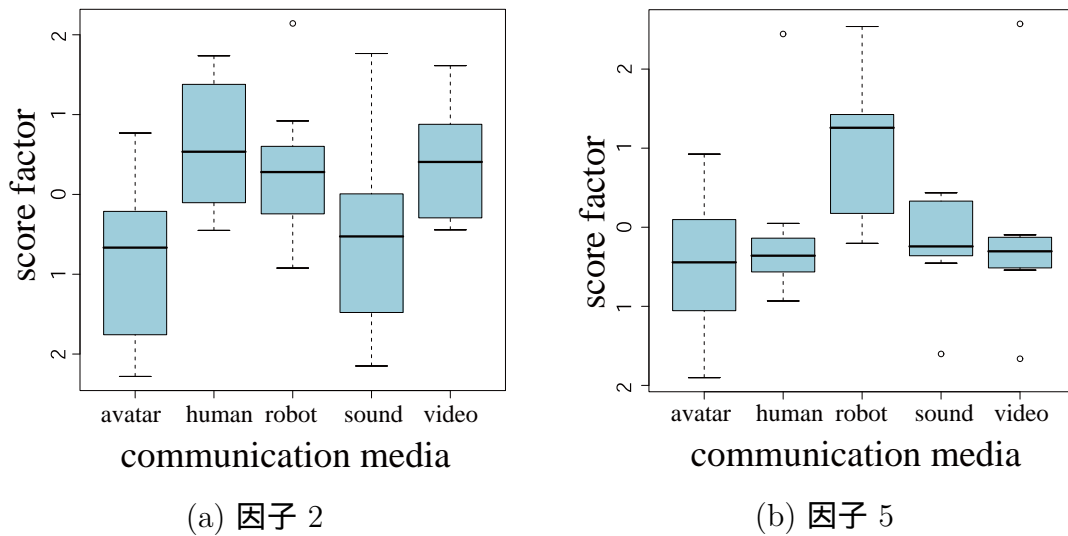 score factor
2
1
0
1
2
avatar human robot sound video
communication media
(a) 因子 2
score factor
2
1
0
1
2
avatar human robot sound video
communication media
(b) 因子 5